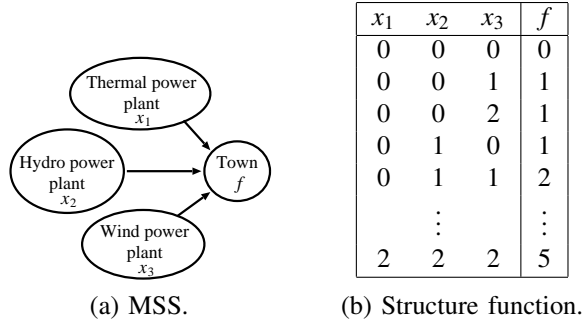 Thermal power
plant
x₁
Hydro power
plant
x₂
Wind power
plant
x₃
Town
f
(a) MSS.
x₁ x₂ x₃ f
0 0 0 0
0 0 1 1
0 0 2 1
0 1 0 1
0 1 1 2
⋮ ⋮
2 2 2 5
(b) Structure function.